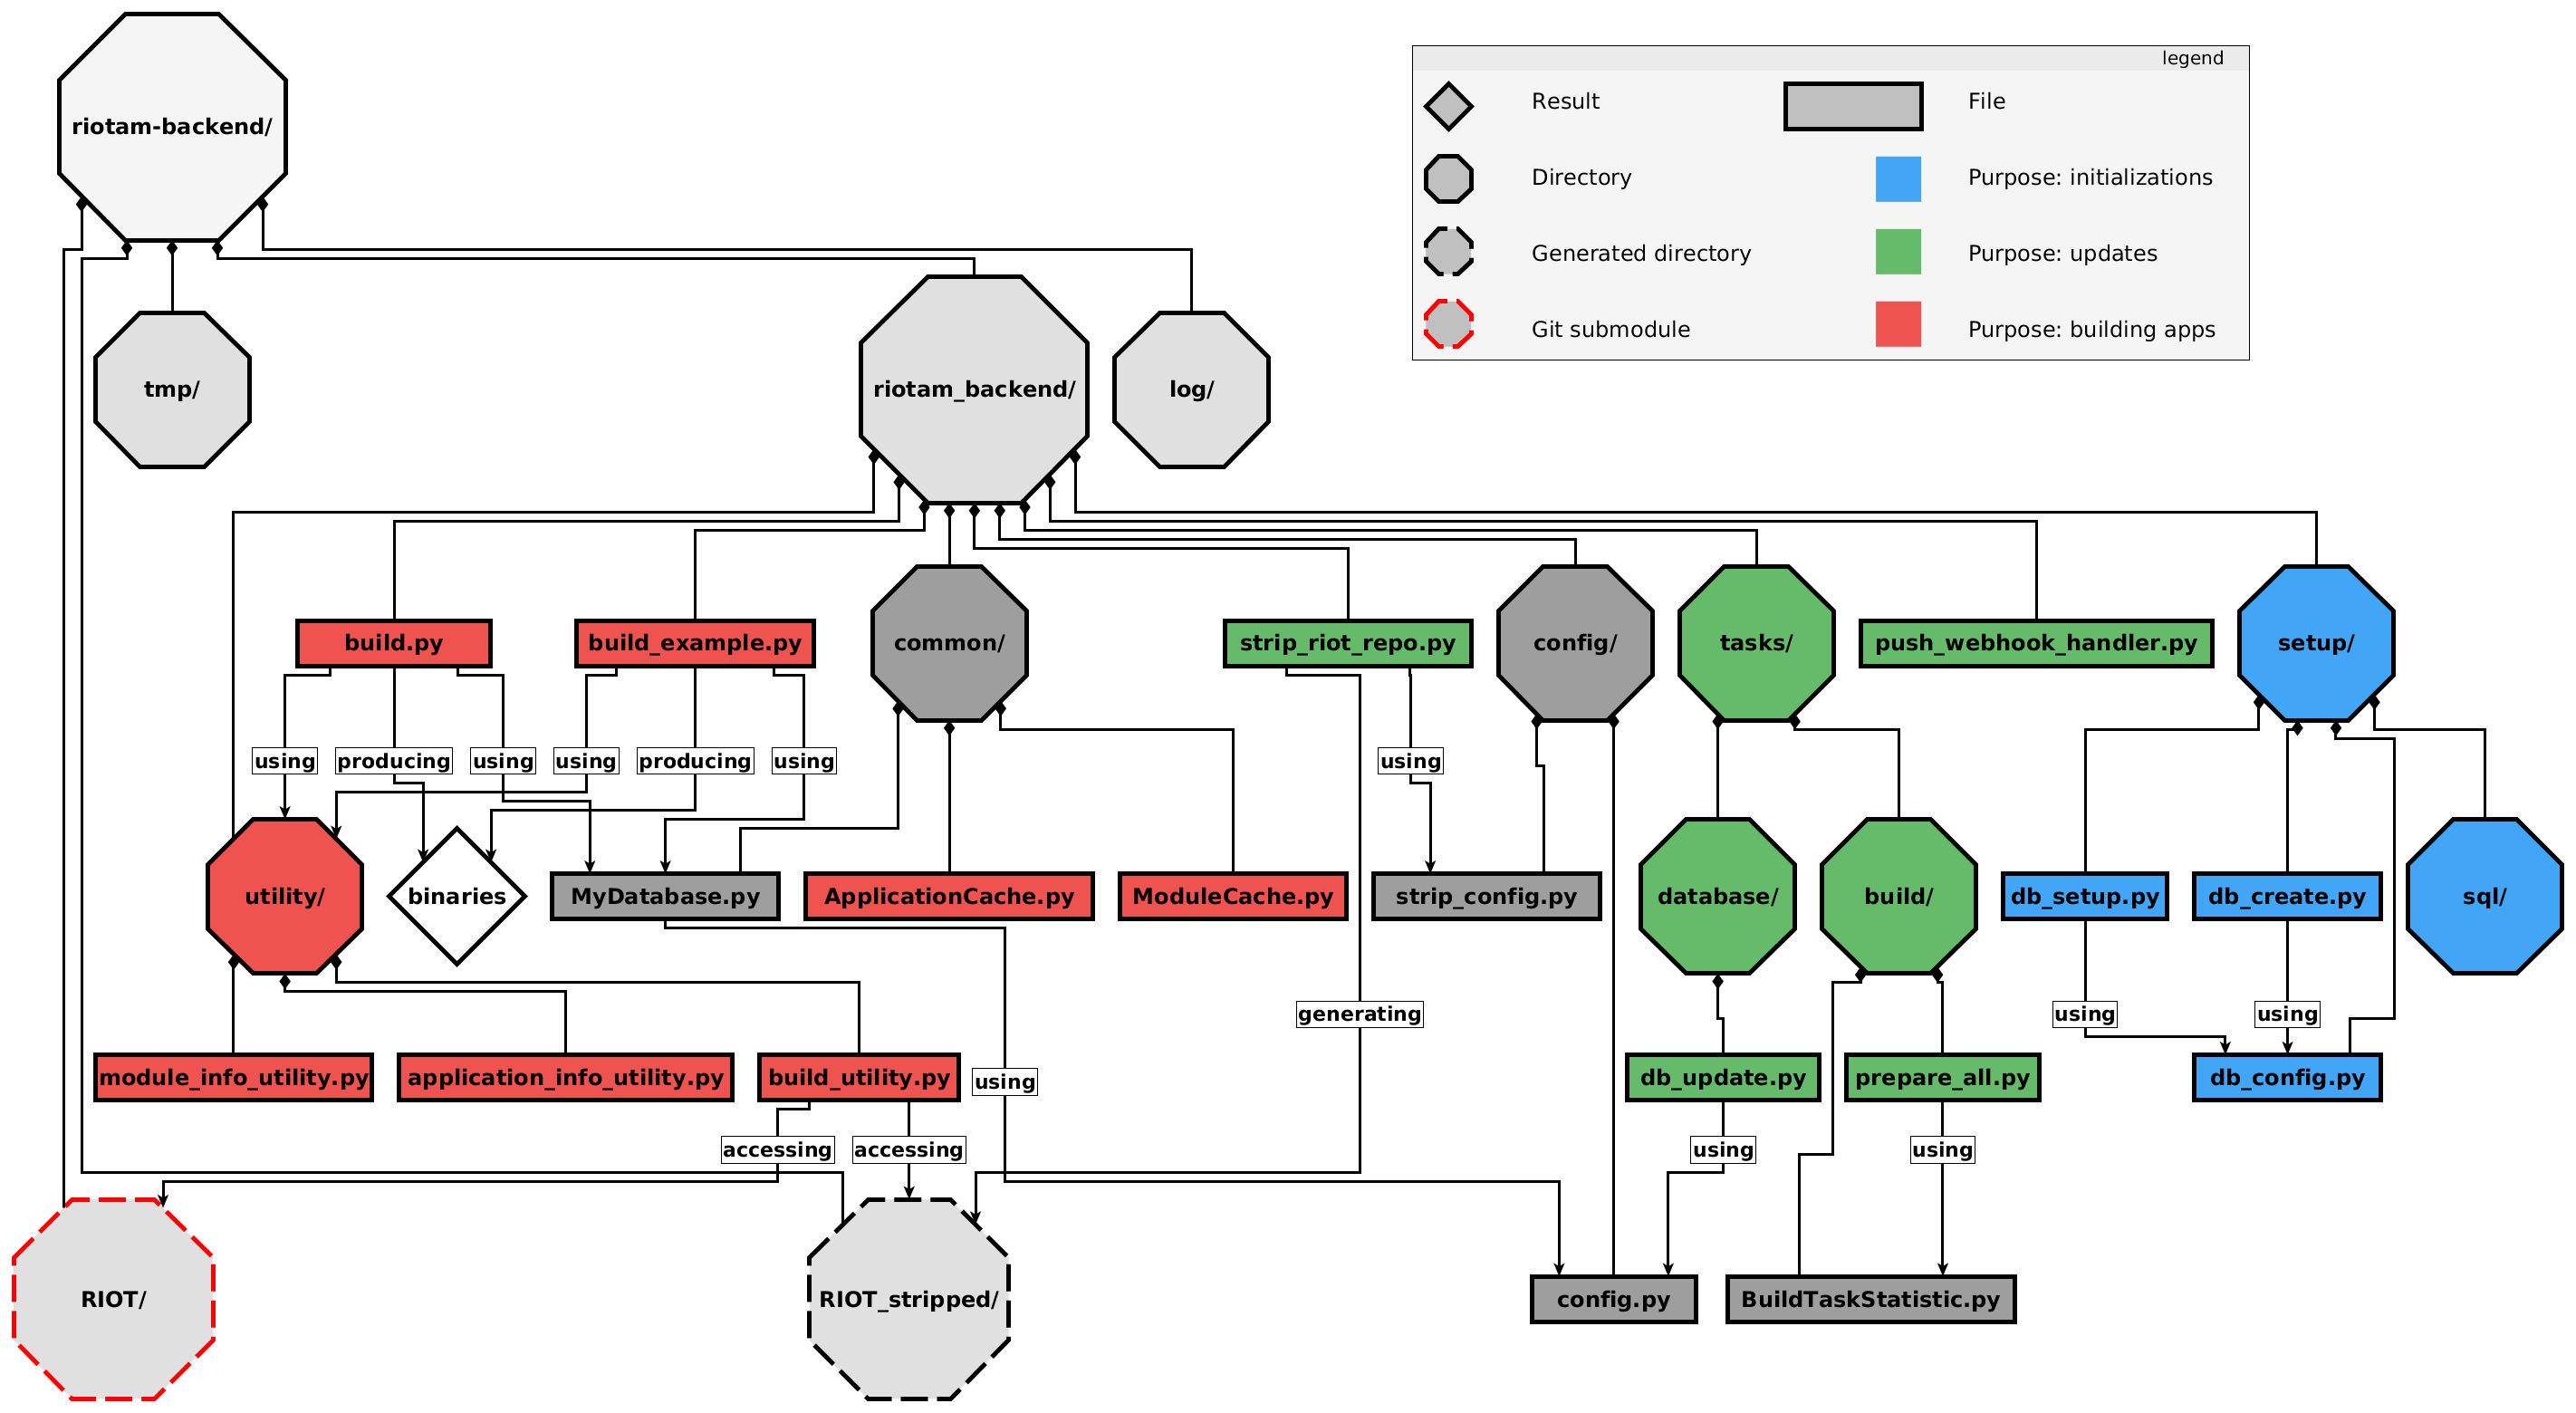 riotam-backend/
legend
Result
File
Directory
Purpose: initializations
Generated directory
Purpose: updates
Git submodule
Purpose: building apps
tmp/
riotam_backend/
log/
build.py
build_example.py
common/
strip_riot_repo.py
config/
tasks/
push_webhook_handler.py
setup/
using
producing
using
using
producing
using
using
utility/
binaries
MyDatabase.py
ApplicationCache.py
ModuleCache.py
strip_config.py
database/
build/
db_setup.py
db_create.py
sql/
generating
using
using
module_info_utility.py
application_info_utility.py
build_utility.py
using
db_update.py
prepare_all.py
db_config.py
accessing
accessing
using
using
RIOT/
RIOT_stripped/
config.py
BuildTaskStatistic.py